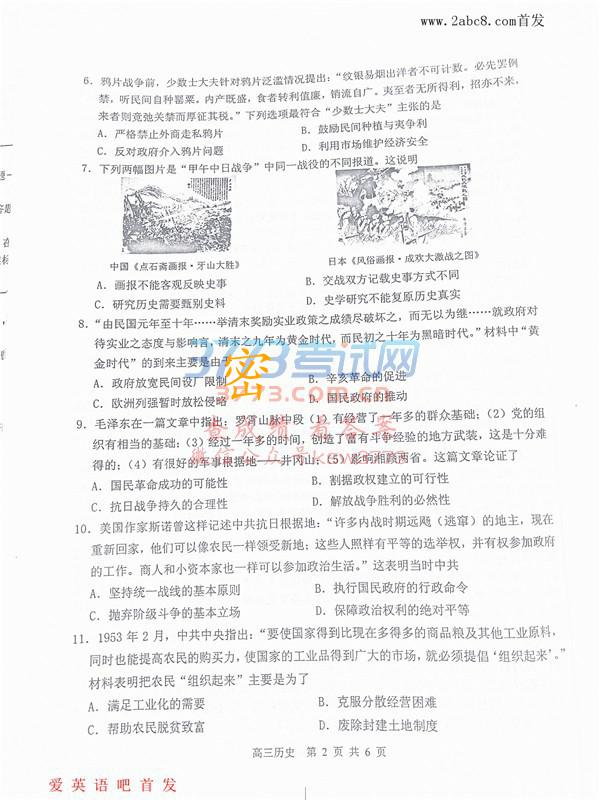 www.2abc8.com首发
6. 鸦片战争前，少数士大夫针对鸦片泛滥情况提出：“纹银易烟出洋者不可计数。必先罢例
禁，听民间自种罂粟。内产既盛，食者转利值廉，销流自广。夷至者无所得利，招亦不来，
来者则竞弛关禁而厚征其税。”下列选项最符合“少数士大夫”主张的是
A．严格禁止外商走私鸦片 B．鼓励民间种植与夷争利
C．反对政府介入鸦片问题 D．利用市场维护经济安全
7. 下列两幅图片是“甲午中日战争”中同一战役的不同报道。这说明
中国《点石斋画报·牙山大胜》 日本《风俗画报·成欢大激战之图》
A．画报不能客观反映史事 B．交战双方记载史事方式不同
C．研究历史需要甄别史料 D．史学研究不能复原历史真实
8. “由民国元年至十年……举清末奖励实业政策之成绩尽破坏之，而无以为继……就政府对
待实业之态度与影响言，清末之九年为黄金时代，而民初之十年为黑暗时代。”材料中“黄
金时代”的到来主要是由于
A．政府放宽民间设厂限制 B．辛亥革命的促进
C．欧洲列强暂时放松侵略 D．国民政府的推动
9. 毛泽东在一篇文章中指出：罗霄山脉中段（1）有经营了一年多的群众基础；（2）党的组
织有相当的基础；（3）经过一年多的时间，创造了富有斗争经验的地方武装，这是十分难
得的；（4）有很好的军事根据地——井冈山；（5）影响湘赣两省。这篇文章论证了
A．国民革命成功的可能性 B．割据政权建立的可行性
C．抗日战争持久的合理性 D．解放战争胜利的必然性
10. 美国作家斯诺曾这样记述中共抗日根据地：“许多内战时期远飏（逃窜）的地主，现在
重新回家，他们可以像农民一样领受新地；这些人照样有平等的选举权，并有权参加政府
的工作。商人和小资本家也一样可以参加政治生活。”这表明当时中共
A．坚持统一战线的基本原则 B．执行国民政府的行政命令
C．抛弃阶级斗争的基本立场 D．保障政治权利的绝对平等
11. 1953 年 2 月，中共中央指出：“要使国家得到比现在多得多的商品粮及其他工业原料，
同时也能提高农民的购买力，使国家的工业品得到广大的市场，就必须提倡‘组织起来’。”
材料表明把农民“组织起来”主要是为了
A．满足工业化的需要 B．克服分散经营困难
C．帮助农民脱贫致富 D．废除封建土地制度
高三历史 第 2 页 共 6 页
爱英语吧首发
密
3773考试网
3773.com
查成绩 看答案